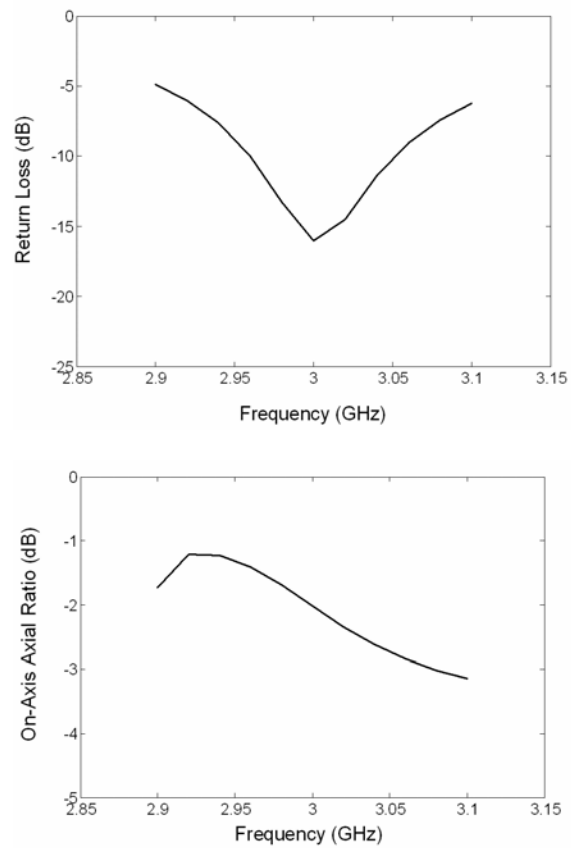 0
-5
-10
-15
-20
-25
Return Loss (dB)
2.85 2.9 2.95 3 3.05 3.1 3.15
Frequency (GHz)
0
-1
-2
-3
-4
-5
On-Axis Axial Ratio (dB)
2.85 2.9 2.95 3 3.05 3.1 3.15
Frequency (GHz)